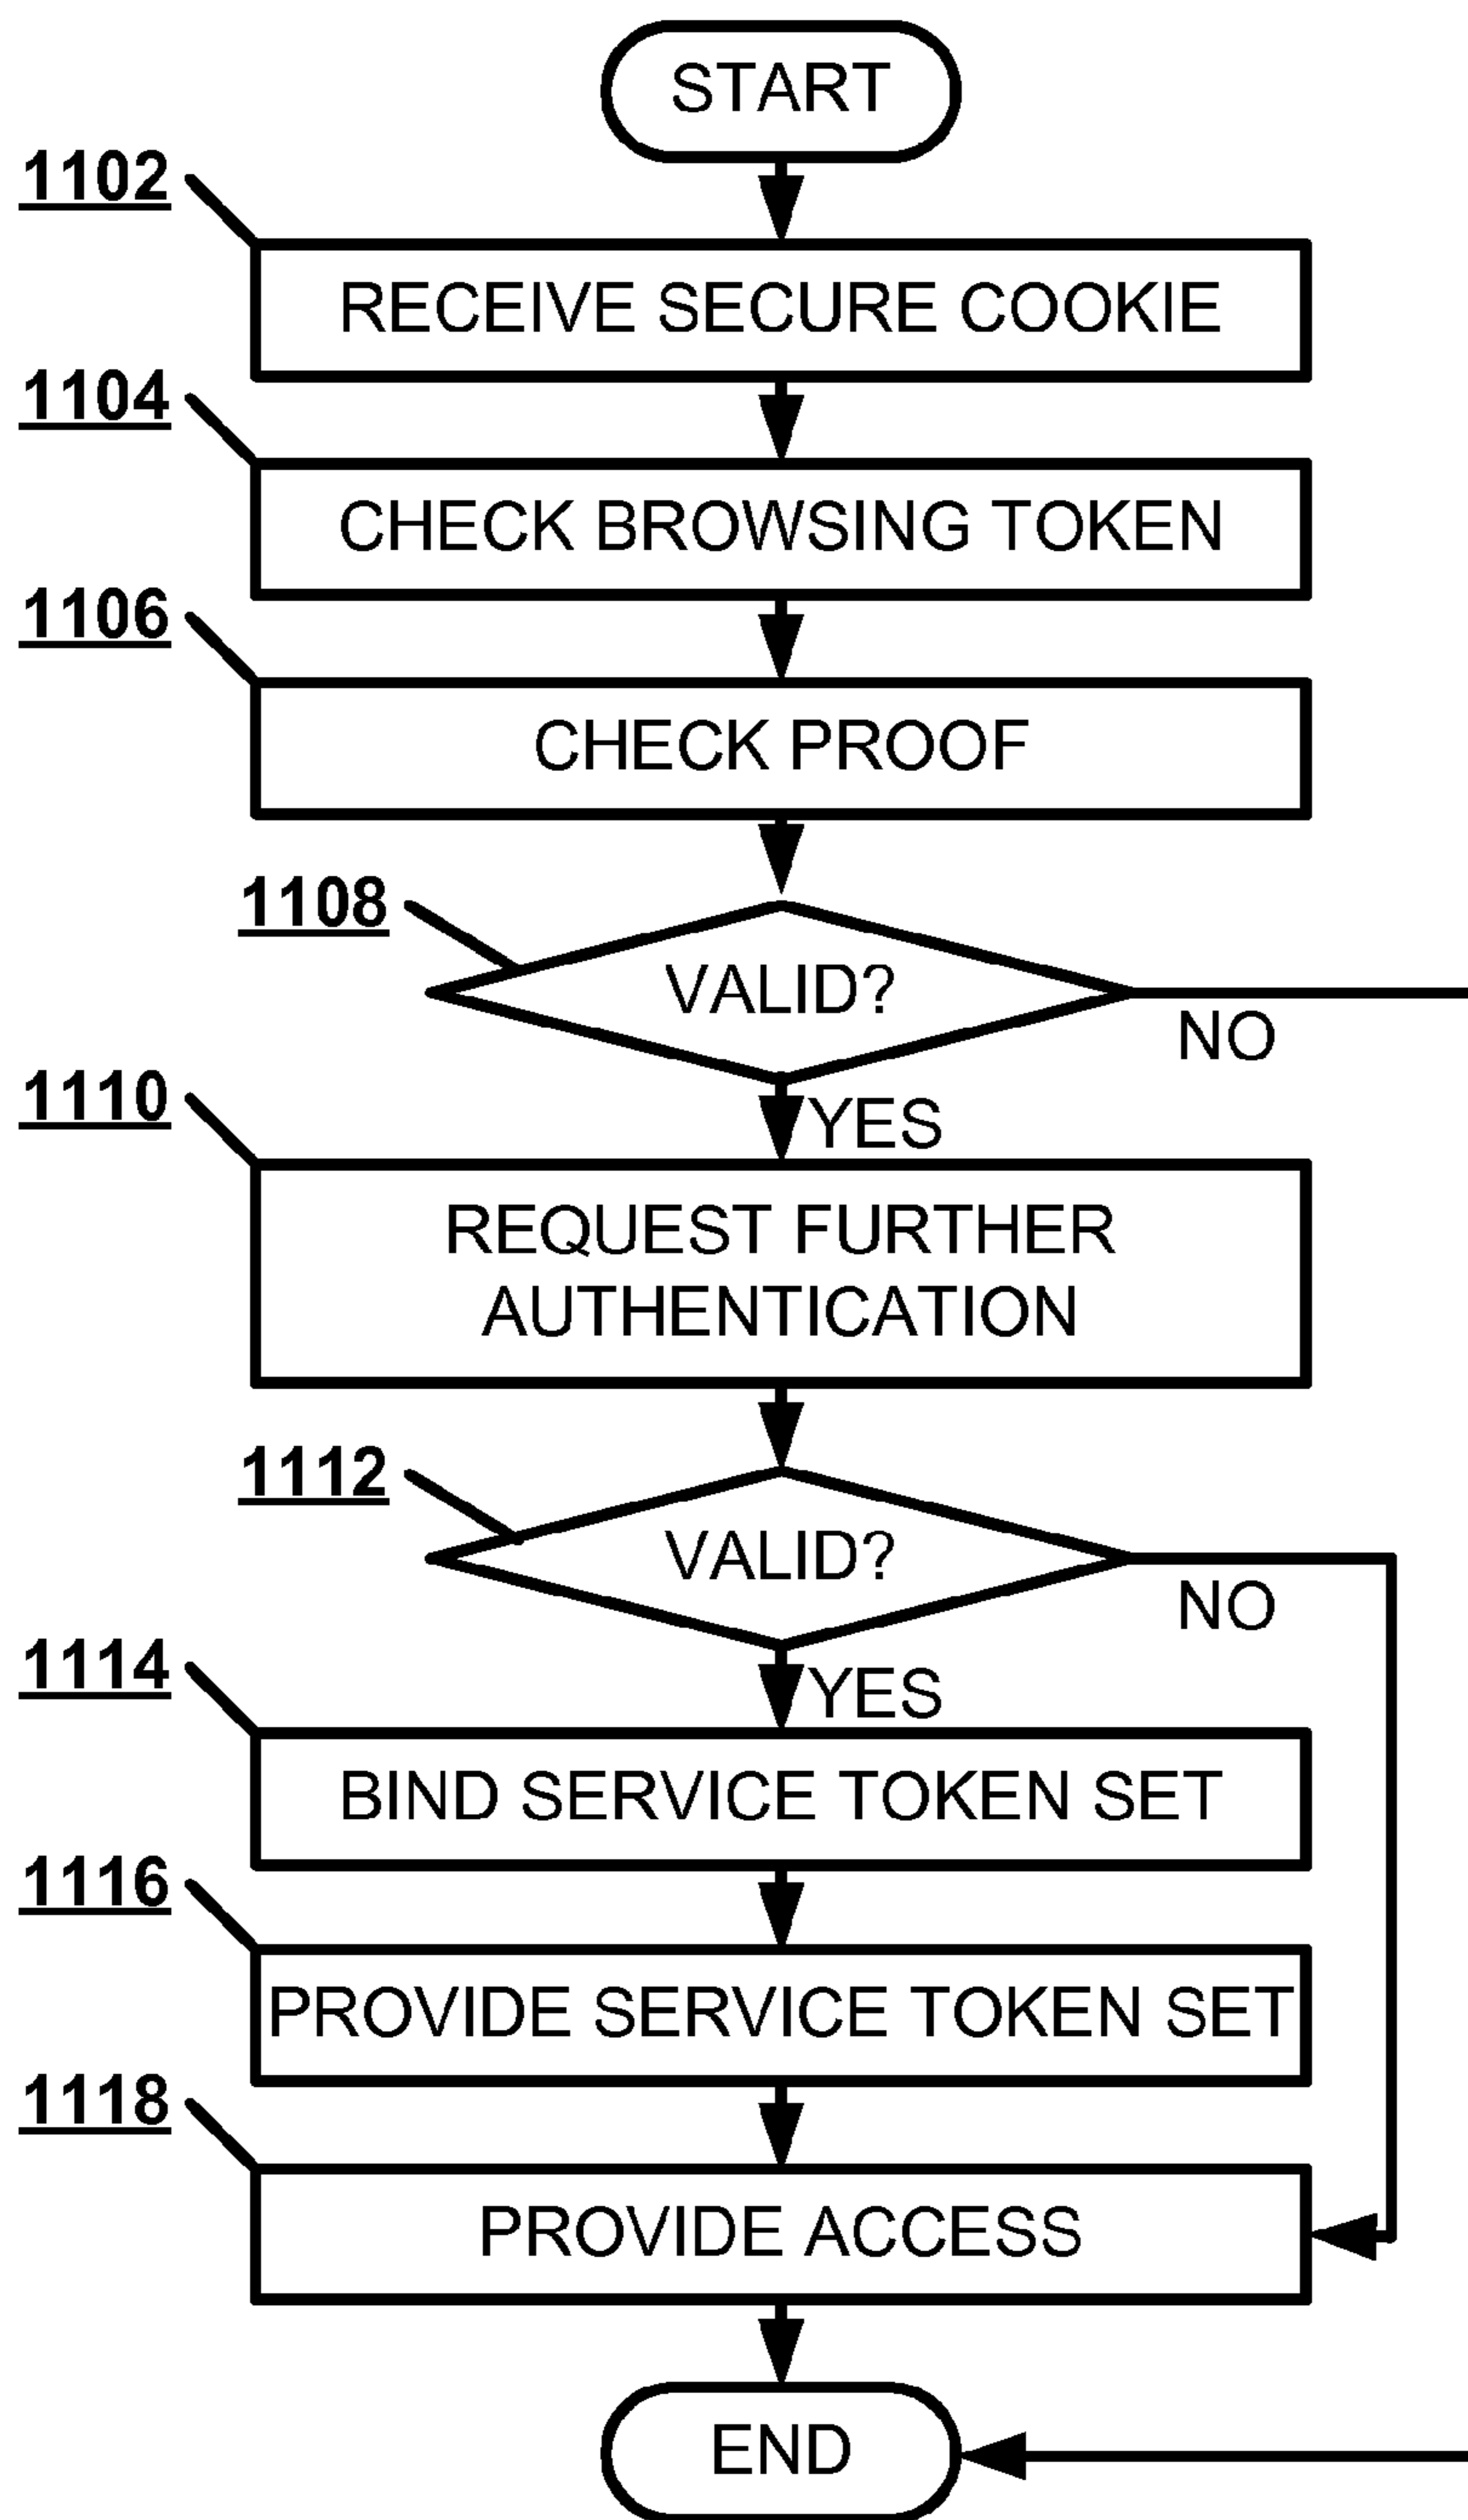 START
1102
RECEIVE SECURE COOKIE
1104
CHECK BROWSING TOKEN
1106
CHECK PROOF
1108
VALID?
NO
1110
YES
REQUEST FURTHER
AUTHENTICATION
1112
VALID?
NO
1114
YES
BIND SERVICE TOKEN SET
1116
PROVIDE SERVICE TOKEN SET
1118
PROVIDE ACCESS
END